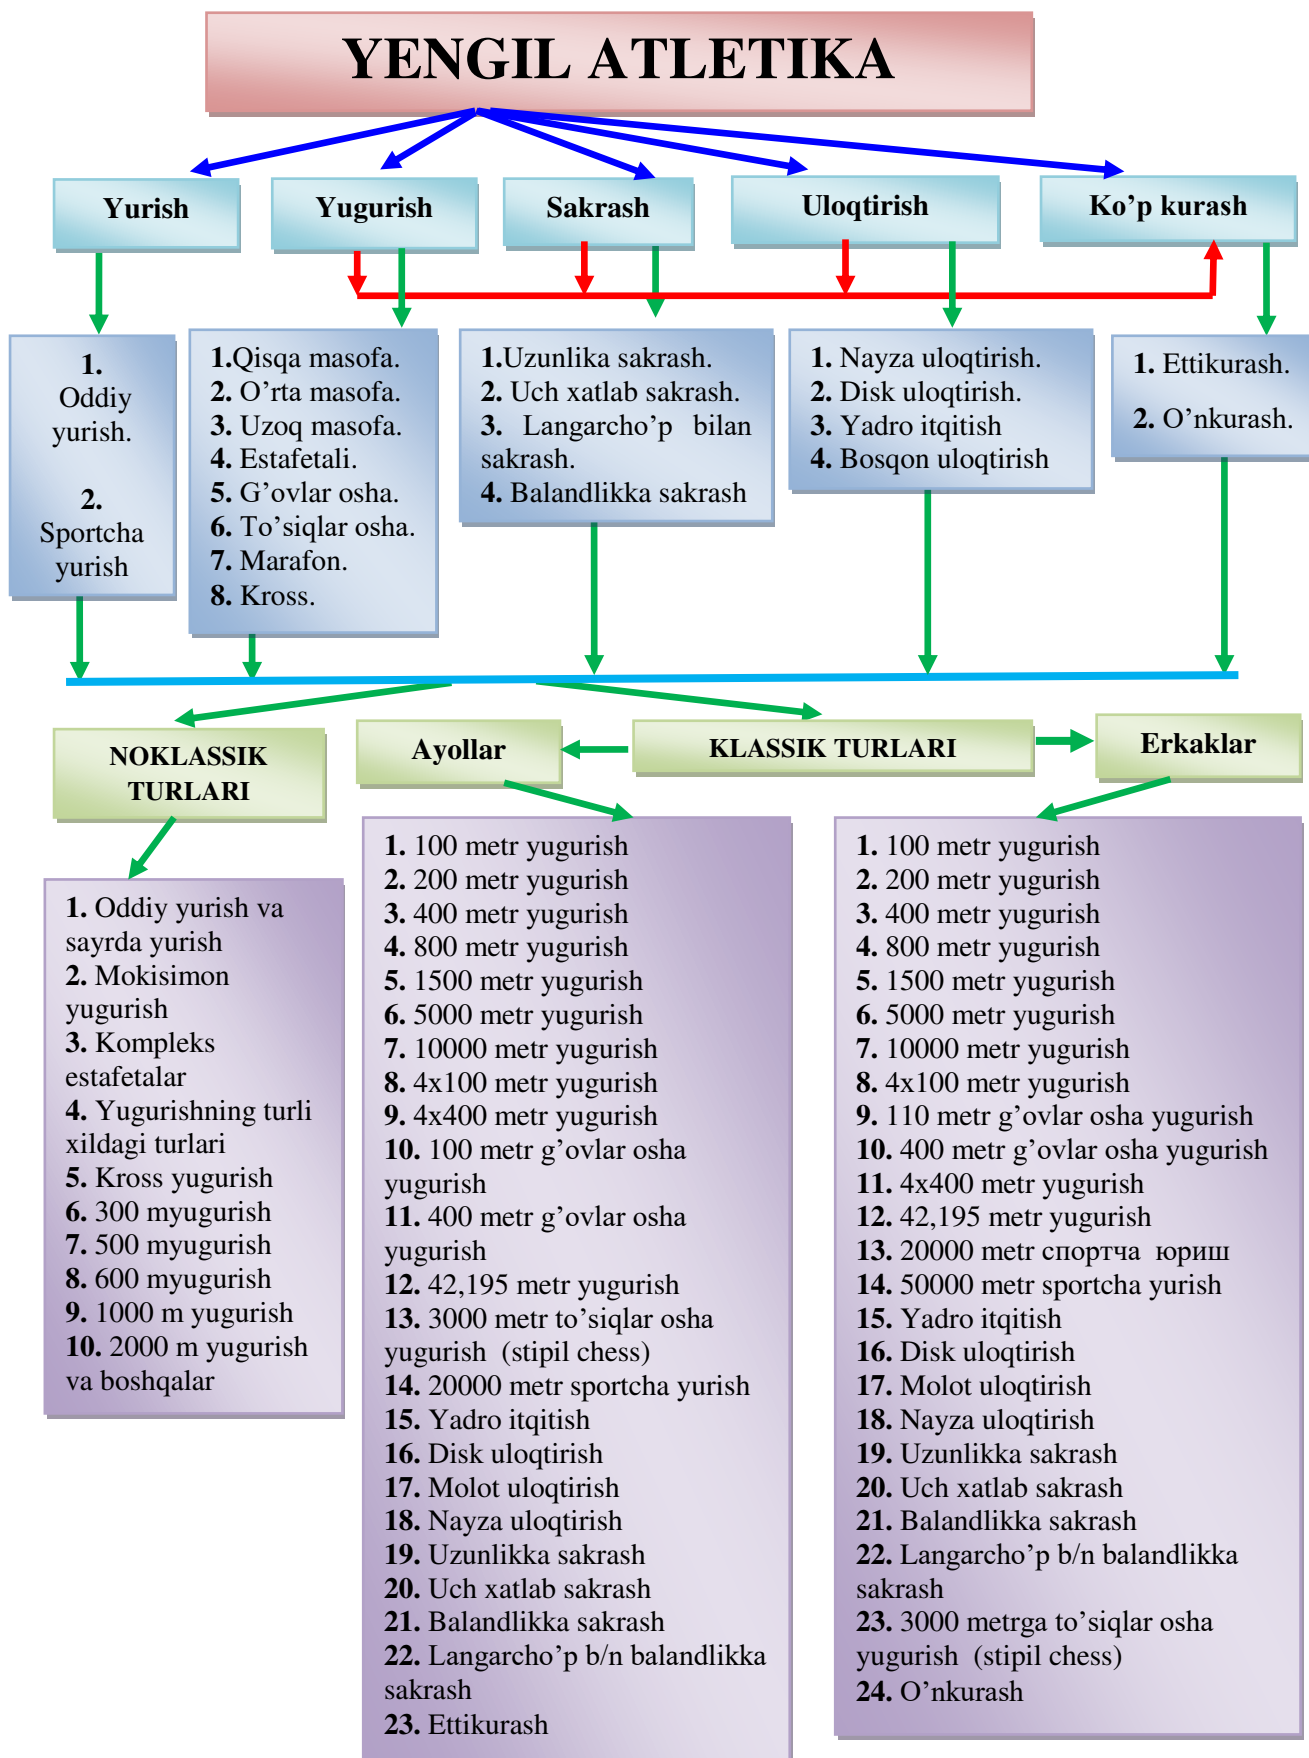 YENGIL ATLETIKA
Yurish
Yugurish
Sakrash
Uloqtirish
Ko’p kurash
1.
Oddiy
yurish.
2.
Sportcha
yurish
1.Qisqa masofa.
2. O’rta masofa.
3. Uzoq masofa.
4. Estafetali.
5. G’ovlar osha.
6. To’siqlar osha.
7. Marafon.
8. Kross.
1.Uzunlika sakrash.
2. Uch xatlab sakrash.
3. Langarcho’p bilan
sakrash.
4. Balandlikka sakrash
1. Nayza uloqtirish.
2. Disk uloqtirish.
3. Yadro itqitish
4. Bosqon uloqtirish
1. Ettikurash.
2. O’nkurash.
NOKLASSIK
TURLARI
Ayollar
KLASSIK TURLARI
Erkaklar
1. Oddiy yurish va
sayrda yurish
2. Mokisimon
yugurish
3. Kompleks
estafetalar
4. Yugurishning turli
xildagi turlari
5. Kross yugurish
6. 300 myugurish
7. 500 myugurish
8. 600 myugurish
9. 1000 m yugurish
10. 2000 m yugurish
va boshqalar
1. 100 metr yugurish
2. 200 metr yugurish
3. 400 metr yugurish
4. 800 metr yugurish
5. 1500 metr yugurish
6. 5000 metr yugurish
7. 10000 metr yugurish
8. 4x100 metr yugurish
9. 4x400 metr yugurish
10. 100 metr g’ovlar osha
yugurish
11. 400 metr g’ovlar osha
yugurish
12. 42,195 metr yugurish
13. 3000 metr to’siqlar osha
yugurish (stipil chess)
14. 20000 metr sportcha yurish
15. Yadro itqitish
16. Disk uloqtirish
17. Molot uloqtirish
18. Nayza uloqtirish
19. Uzunlikka sakrash
20. Uch xatlab sakrash
21. Balandlikka sakrash
22. Langarcho’p b/n balandlikka
sakrash
23. Ettikurash
1. 100 metr yugurish
2. 200 metr yugurish
3. 400 metr yugurish
4. 800 metr yugurish
5. 1500 metr yugurish
6. 5000 metr yugurish
7. 10000 metr yugurish
8. 4x100 metr yugurish
9. 110 metr g’ovlar osha yugurish
10. 400 metr g’ovlar osha yugurish
11. 4x400 metr yugurish
12. 42,195 metr yugurish
13. 20000 metr спортча юриш
14. 50000 metr sportcha yurish
15. Yadro itqitish
16. Disk uloqtirish
17. Molot uloqtirish
18. Nayza uloqtirish
19. Uzunlikka sakrash
20. Uch xatlab sakrash
21. Balandlikka sakrash
22. Langarcho’p b/n balandlikka
sakrash
23. 3000 metrga to’siqlar osha
yugurish (stipil chess)
24. O’nkurash